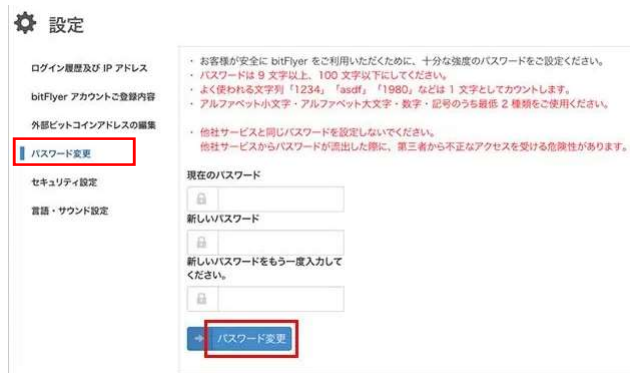 設定
ログイン履歴及び IP アドレス
bitFlyer アカウントご登録内容
外部ビットコインアドレスの編集
パスワード変更
セキュリティ設定
言語・サウンド設定
・ お客様が安全に bitFlyer をご利用いただくために、十分な強度のパスワードをご設定ください。
・ パスワードは 9 文字以上、100 文字以下にしてください。
・ よく使われる文字列「1234」「asdf」「1980」などは 1 文字としてカウントします。
・ アルファベット小文字・アルファベット大文字・数字・記号のうち最低 2 種類をご使用ください。
・ 他社サービスと同じパスワードを設定しないでください。
他社サービスからパスワードが流出した際に、第三者から不正なアクセスを受ける危険性があります。
現在のパスワード
新しいパスワード
新しいパスワードをもう一度入力して
ください。
パスワード変更